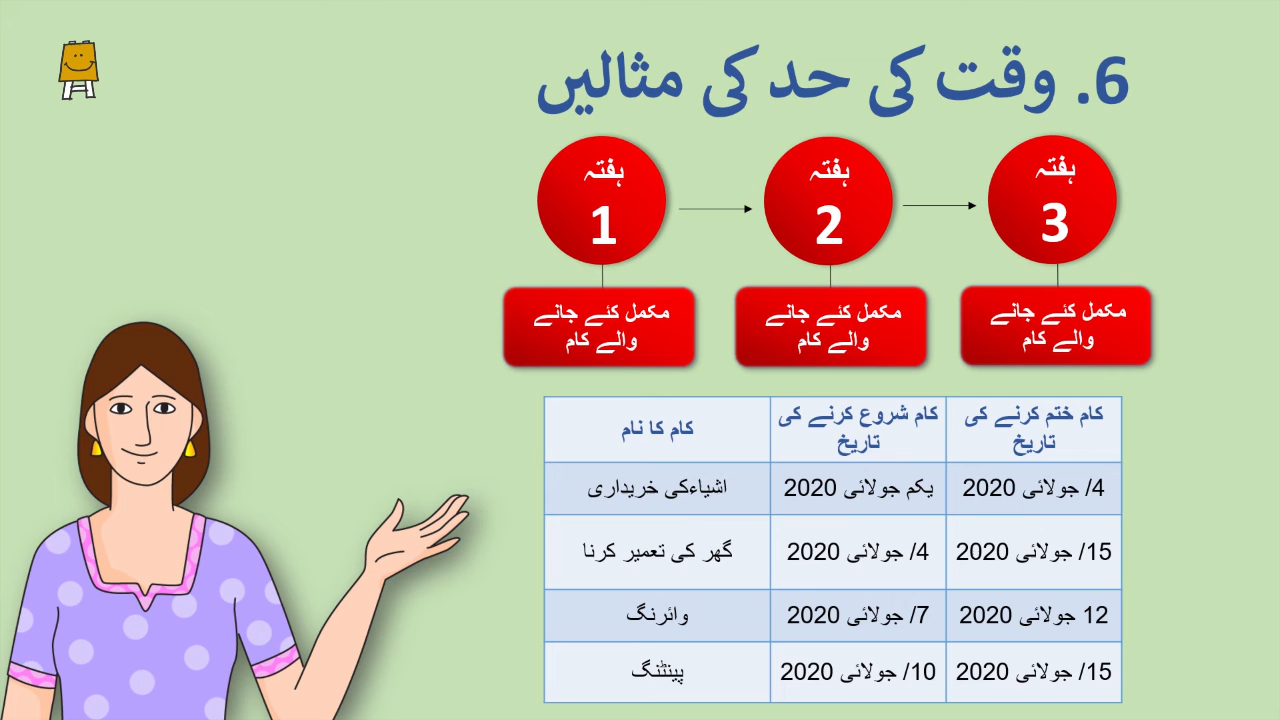 6. وقت کی حد کی مثالیں
ہفتہ
1
ہفتہ
2
ہفتہ
3
مکمل کئے جانے
والے کام
مکمل کئے جانے
والے کام
مکمل کئے جانے
والے کام
کام کا نام
کام شروع کرنے کی
تاریخ
کام ختم کرنے کی
تاریخ
اشیاءکی خریداری
یکم جولائی 2020
4/ جولائی 2020
گھر کی تعمیر کرنا
4/ جولائی 2020
15/ جولائی 2020
وائرنگ
7/ جولائی 2020
12 جولائی 2020
پینٹنگ
10/ جولائی 2020
15/ جولائی 2020